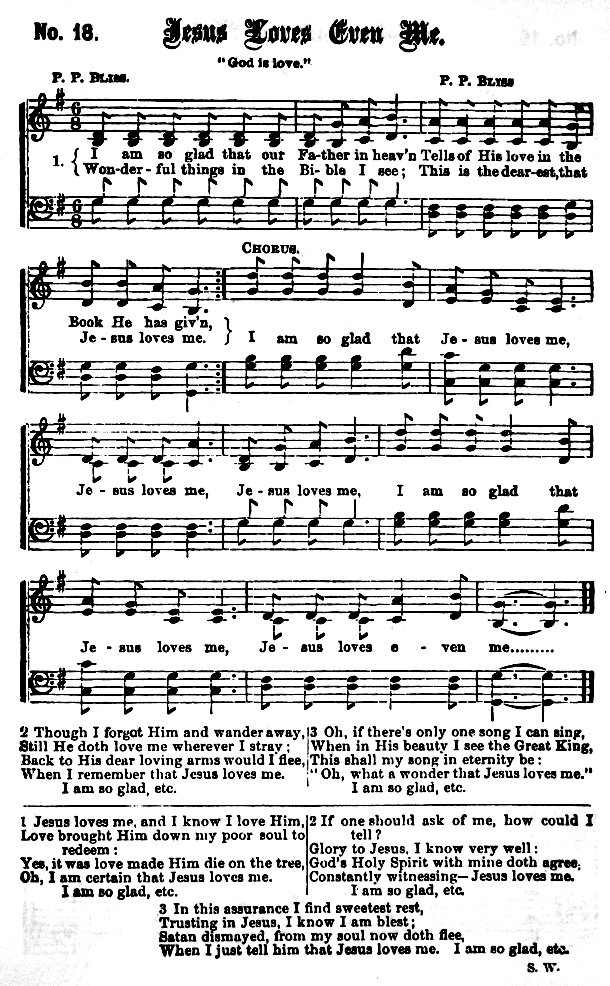 No. 18. Jesus Loves Even Me.
"God is love."
P. P. BLISS. P. P. BLISS
6/8
1. { I am so glad that our Fa-ther in heav'n Tells of His love in the
Won-der-ful things in the Bi-ble I see; This is the dear-est, that
6/8
CHORUS.
Book He has giv'n,
Je-sus loves me. } I am so glad that Je-sus loves me,
Je-sus loves me, Je-sus loves me, I am so glad that
Je-sus loves me, Je-sus loves e-ven me.........
2 Though I forgot Him and wander away,
Still He doth love me wherever I stray;
Back to His dear loving arms would I flee,
When I remember that Jesus loves me.
I am so glad, etc.
3 Oh, if there's only one song I can sing,
When in His beauty I see the Great King,
This shall my song in eternity be:
"Oh, what a wonder that Jesus loves me."
I am so glad, etc.
1 Jesus loves me, and I know I love Him,
Love brought Him down my poor soul to
redeem:
Yes, it was love made Him die on the tree,
Oh, I am certain that Jesus loves me.
I am so glad, etc.
2 If one should ask of me, how could I
tell?
Glory to Jesus, I know very well:
God's Holy Spirit with mine doth agree,
Constantly witnessing—Jesus loves me.
I am so glad, etc.
3 In this assurance I find sweetest rest,
Trusting in Jesus, I know I am blest;
Satan dismayed, from my soul now doth flee,
When I just tell him that Jesus loves me. I am so glad, etc.
S. W.